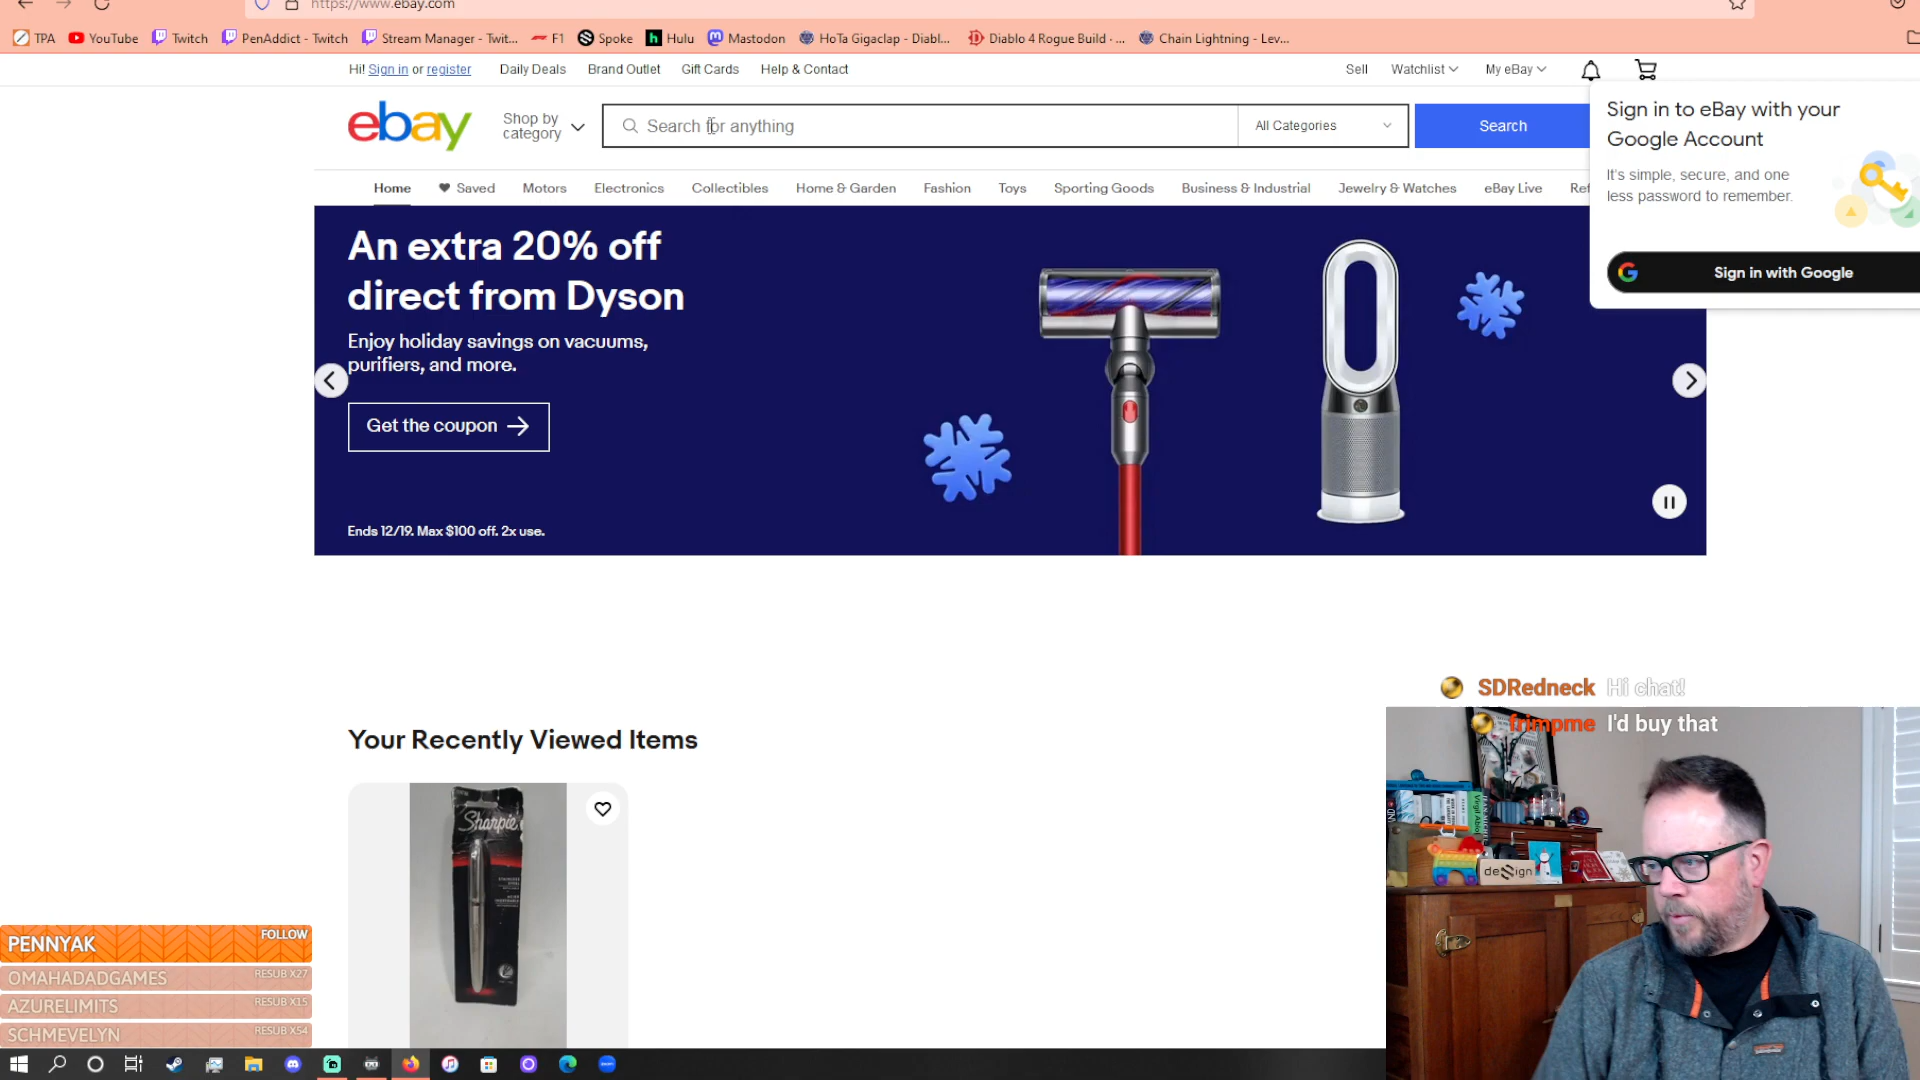 https://www.ebay.com
TPA YouTube Twitch PenAddict - Twitch Stream Manager - Twit... F1 Spoke Hulu Mastodon HoTa Gigaclap - Diabl... Diablo 4 Rogue Build - ... Chain Lightning - Lev...
Hi! Sign in or register Daily Deals Brand Outlet Gift Cards Help & Contact Sell Watchlist My eBay
ebay
Shop by
category
Search for anything
All Categories
Search
Home Saved Motors Electronics Collectibles Home & Garden Fashion Toys Sporting Goods Business & Industrial Jewelry & Watches eBay Live Ref
Sign in to eBay with your
Google Account
It's simple, secure, and one
less password to remember.
Sign in with Google
An extra 20% off
direct from Dyson
Enjoy holiday savings on vacuums,
purifiers, and more.
Get the coupon
Ends 12/19. Max $100 off. 2x use.
SDRedneck Hi chat!
frimpme I'd buy that
Your Recently Viewed Items
Sharpie
Virgil Ablo
deSign
PENNYAK FOLLOW
OMAHADADGAMES RESUB X27
AZURELIMITS RESUB X15
SCHMEVELYN RESUB X54